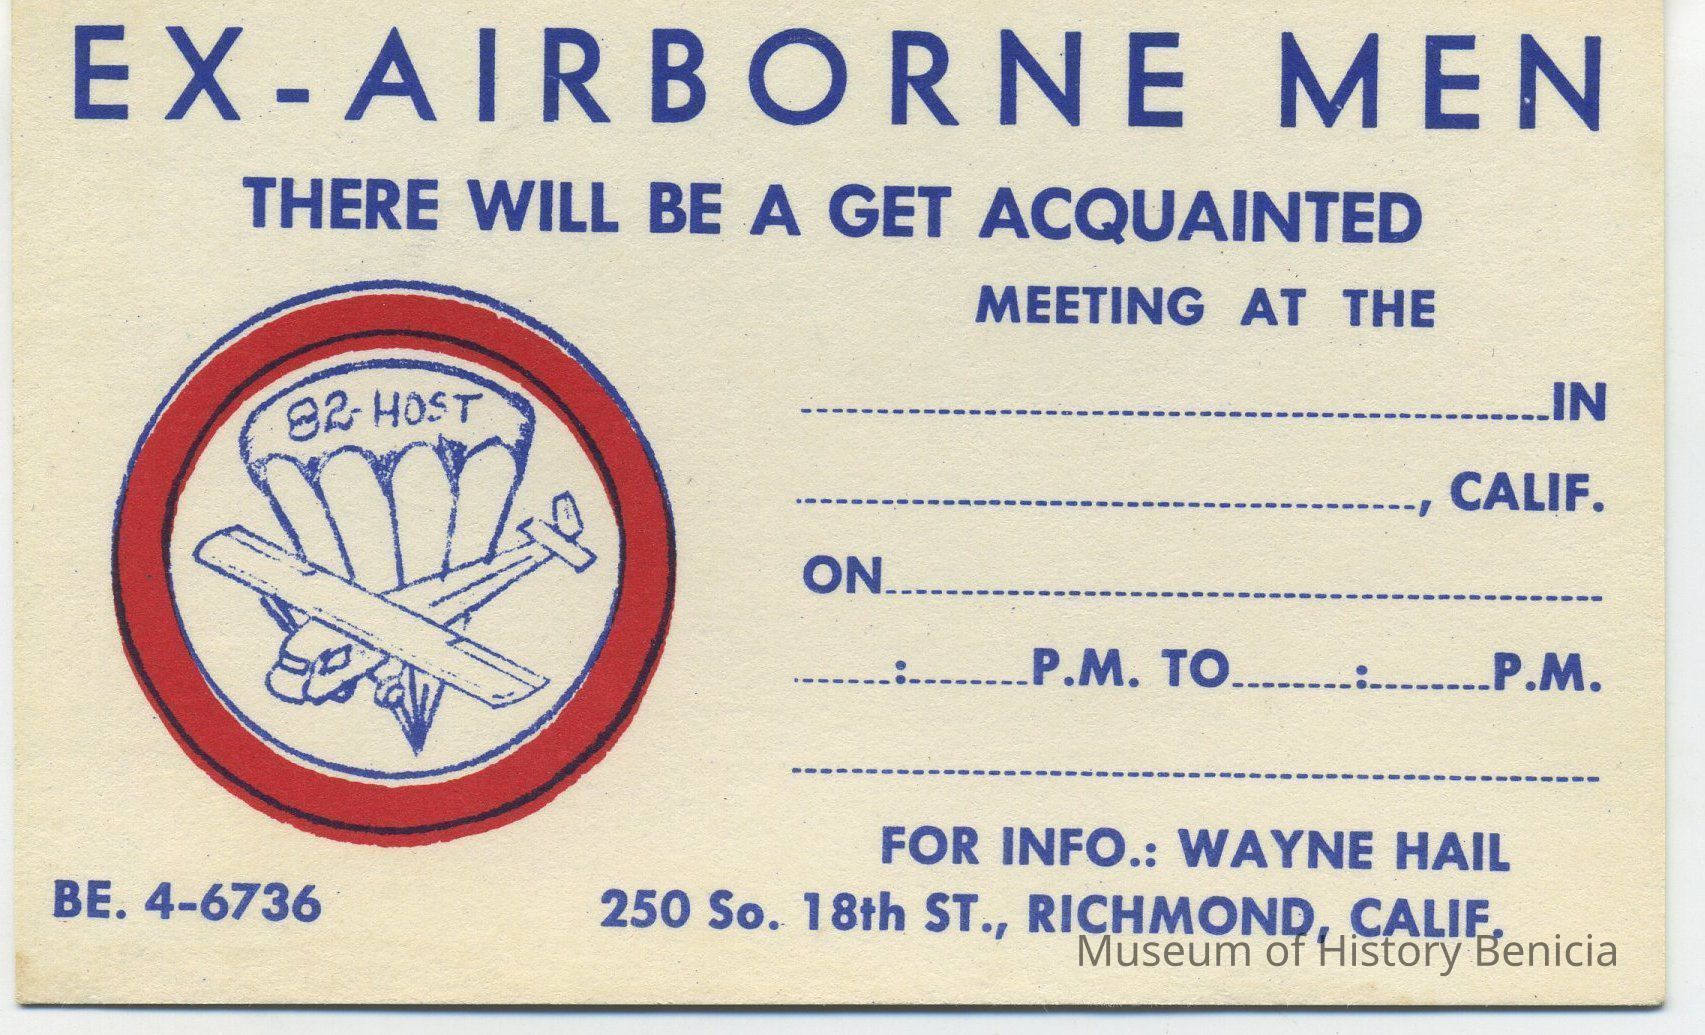 EX-AIRBORNE MEN
THERE WILL BE A GET ACQUAINTED
MEETING AT THE
82 HOST
IN
, CALIF.
ON
: P.M. TO : P.M.
FOR INFO.: WAYNE HAIL
BE. 4-6736
250 So. 18th ST., RICHMOND, CALIF.
Museum of History Benicia